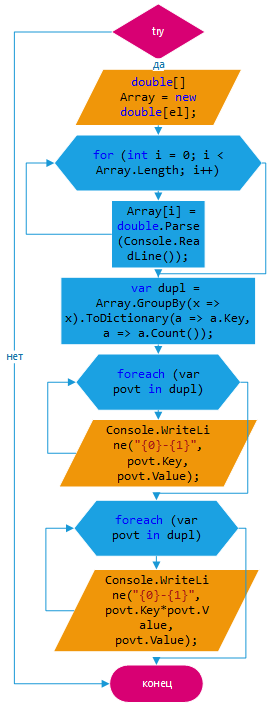 try
да
double[]
Array = new
double[el];
for (int i = 0; i <
Array.Length; i++)
Array[i] =
double.Parse
(Console.Rea
dLine());
var dupl =
Array.GroupBy(x =>
x).ToDictionary(a => a.Key,
a => a.Count());
нет
foreach (var
povt in dupl)
Console.WriteLi
ne("{0}-{1}",
povt.Key,
povt.Value);
foreach (var
povt in dupl)
Console.WriteLi
ne("{0}-{1}",
povt.Key*povt.V
alue,
povt.Value);
конец